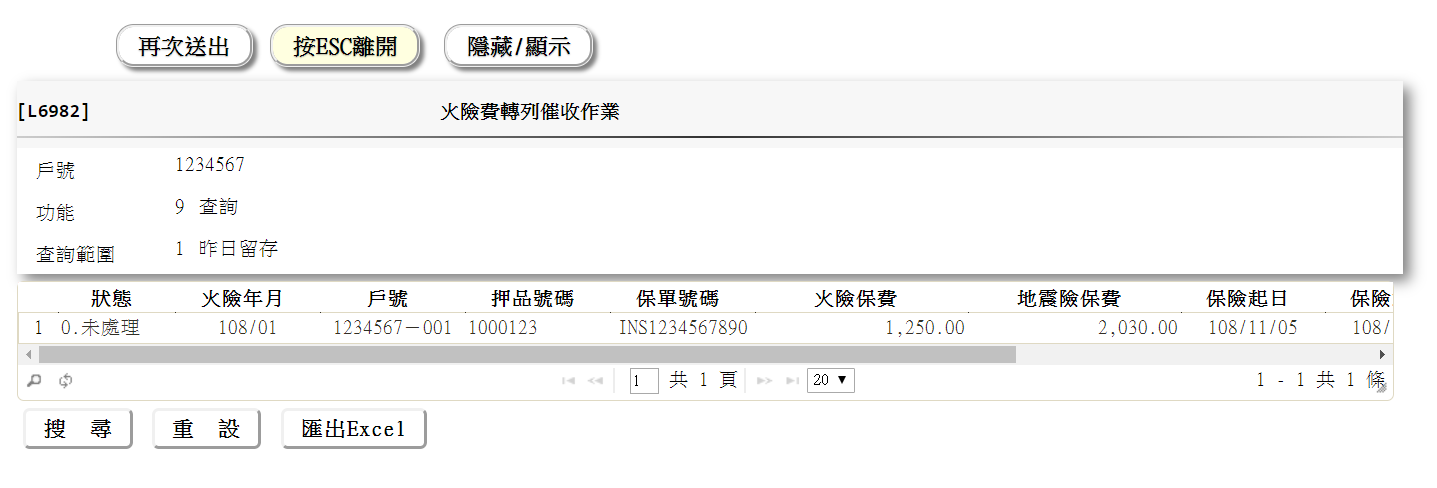 再次送出 按ESC離開 隱藏/顯示
[L6982] 火險費轉列催收作業
戶號 1234567
功能 9 查詢
查詢範圍 1 昨日留存
狀態 火險年月 戶號 押品號碼 保單號碼 火險保費 地震險保費 保險起日 保險
1 0.未處理 108/01 1234567－001 1000123 INS1234567890 1,250.00 2,030.00 108/11/05 108/
1 共 1 頁 20 1 - 1 共 1 條
搜 尋 重 設 匯出Excel